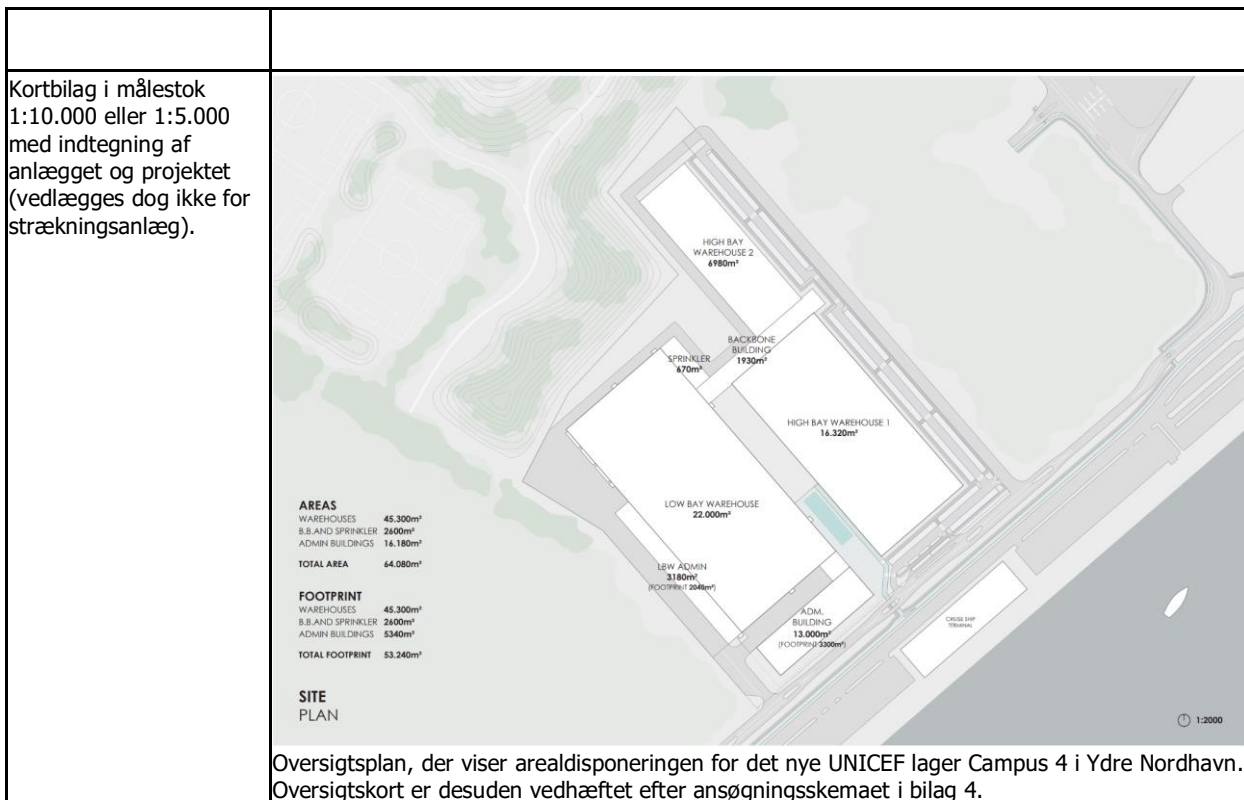 Kortbilag i målestok
1:10.000 eller 1:5.000
med indtegning af
anlægget og projektet
(vedlægges dog ikke for
strækningsanlæg).
HIGH BAY
WAREHOUSE 2
6980m²
BACKBONE
BUILDING
1930m²
SPRINKLER
670m²
HIGH BAY WAREHOUSE 1
16.320m²
LOW BAY WAREHOUSE
22.000m²
LBW ADMIN
3180m²
(FOOTPRINT 2040m²)
ADM.
BUILDING
13.000m²
(FOOTPRINT 3300m²)
CRUISE SHIP
TERMINAL
AREAS
WAREHOUSES 45.300m²
B.B.AND SPRINKLER 2600m²
ADMIN BUILDINGS 16.180m²
TOTAL AREA 64.080m²
FOOTPRINT
WAREHOUSES 45.300m²
B.B.AND SPRINKLER 2600m²
ADMIN BUILDINGS 5340m²
TOTAL FOOTPRINT 53.240m²
SITE
PLAN
1:2000
Oversigtsplan, der viser arealdisponeringen for det nye UNICEF lager Campus 4 i Ydre Nordhavn.
Oversigtskort er desuden vedhæftet efter ansøgningsskemaet i bilag 4.